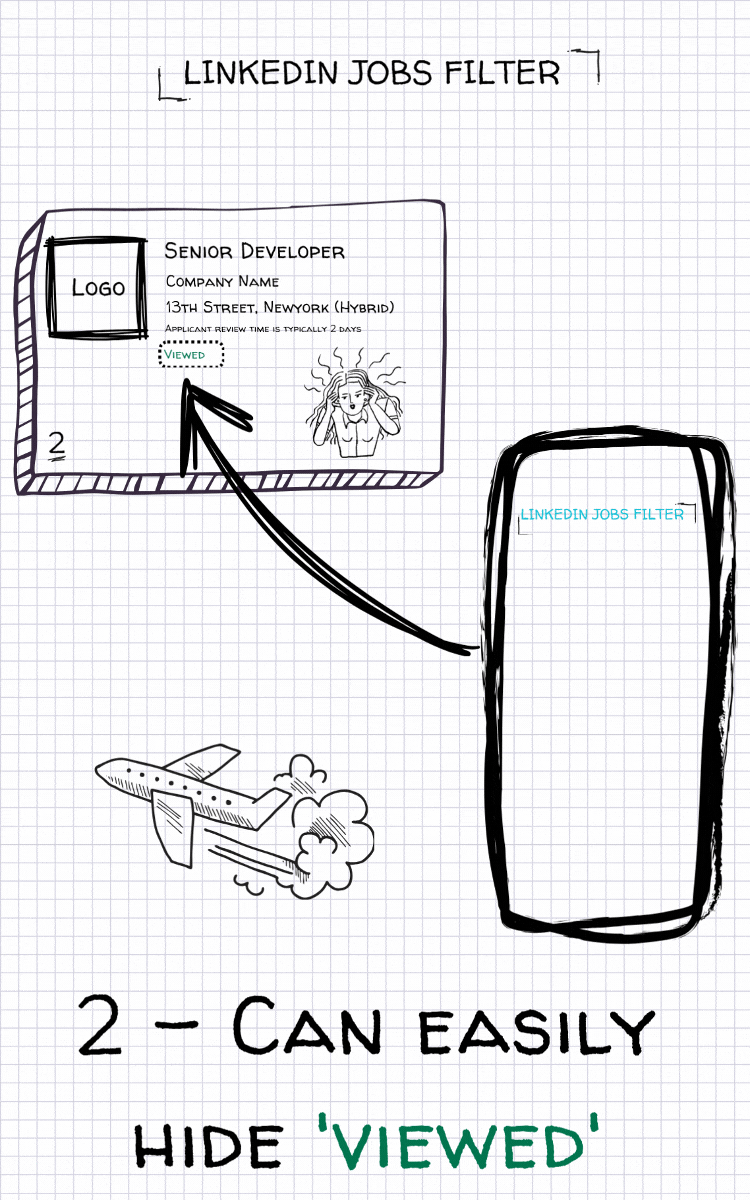 LINKEDIN JOBS FILTER
LOGO
SENIOR DEVELOPER
COMPANY NAME
13TH STREET, NEWYORK (HYBRID)
APPLICANT REVIEW TIME IS TYPICALLY 2 DAYS
VIEWED
2
LINKEDIN JOBS FILTER
2 - CAN EASILY
HIDE 'VIEWED'